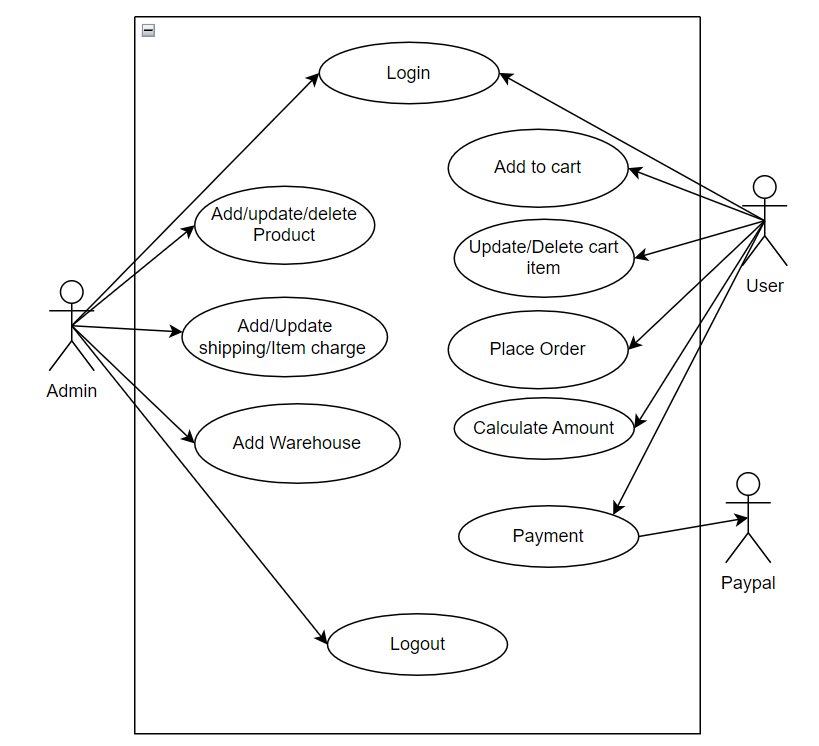 Login
Add to cart
Add/update/delete
Product
Update/Delete cart
item
User
Add/Update
shipping/Item charge
Place Order
Admin
Calculate Amount
Add Warehouse
Payment
Paypal
Logout